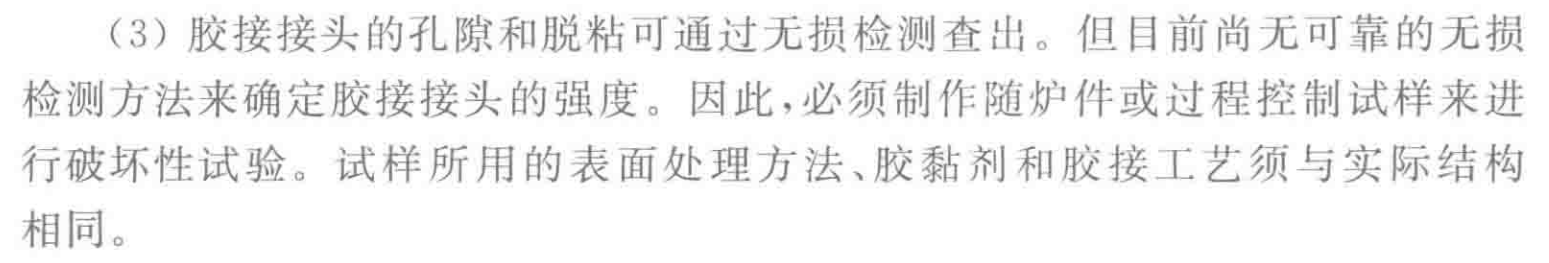 （3）胶接接头的孔隙和脱粘可通过无损检测查出。但目前尚无可靠的无损
检测方法来确定胶接接头的强度。因此,必须制作随炉件或过程控制试样来进
行破坏性试验。试样所用的表面处理方法、胶黏剂和胶接工艺须与实际结构
相同。